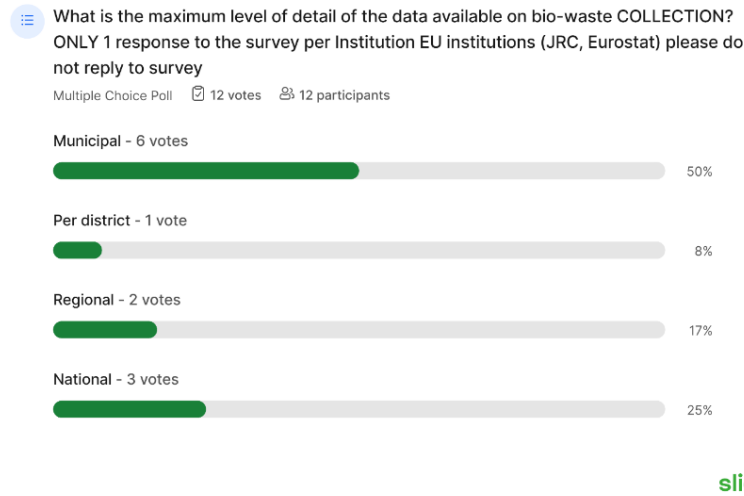 What is the maximum level of detail of the data available on bio-waste COLLECTION?
ONLY 1 response to the survey per Institution EU institutions (JRC, Eurostat) please do
not reply to survey
Multiple Choice Poll 12 votes 12 participants
Municipal - 6 votes
50%
Per district - 1 vote
8%
Regional - 2 votes
17%
National - 3 votes
25%
sli